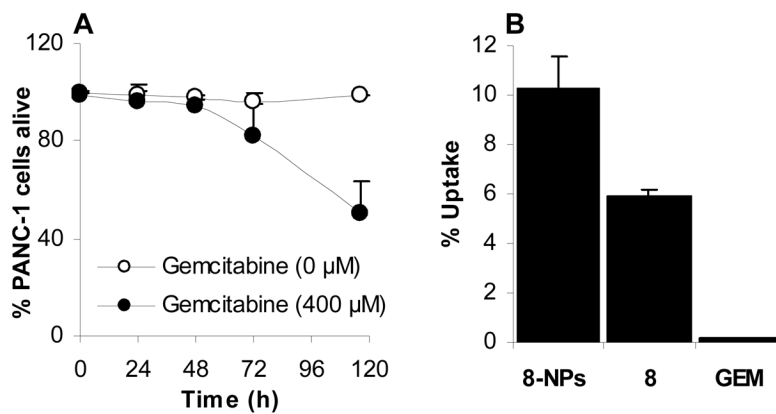 A
120
80
40
0
% PANC-1 cells alive
Gemcitabine (0 µM)
Gemcitabine (400 µM)
0 24 48 72 96 120
Time (h)
B
12
10
8
6
4
2
0
% Uptake
8-NPs 8 GEM